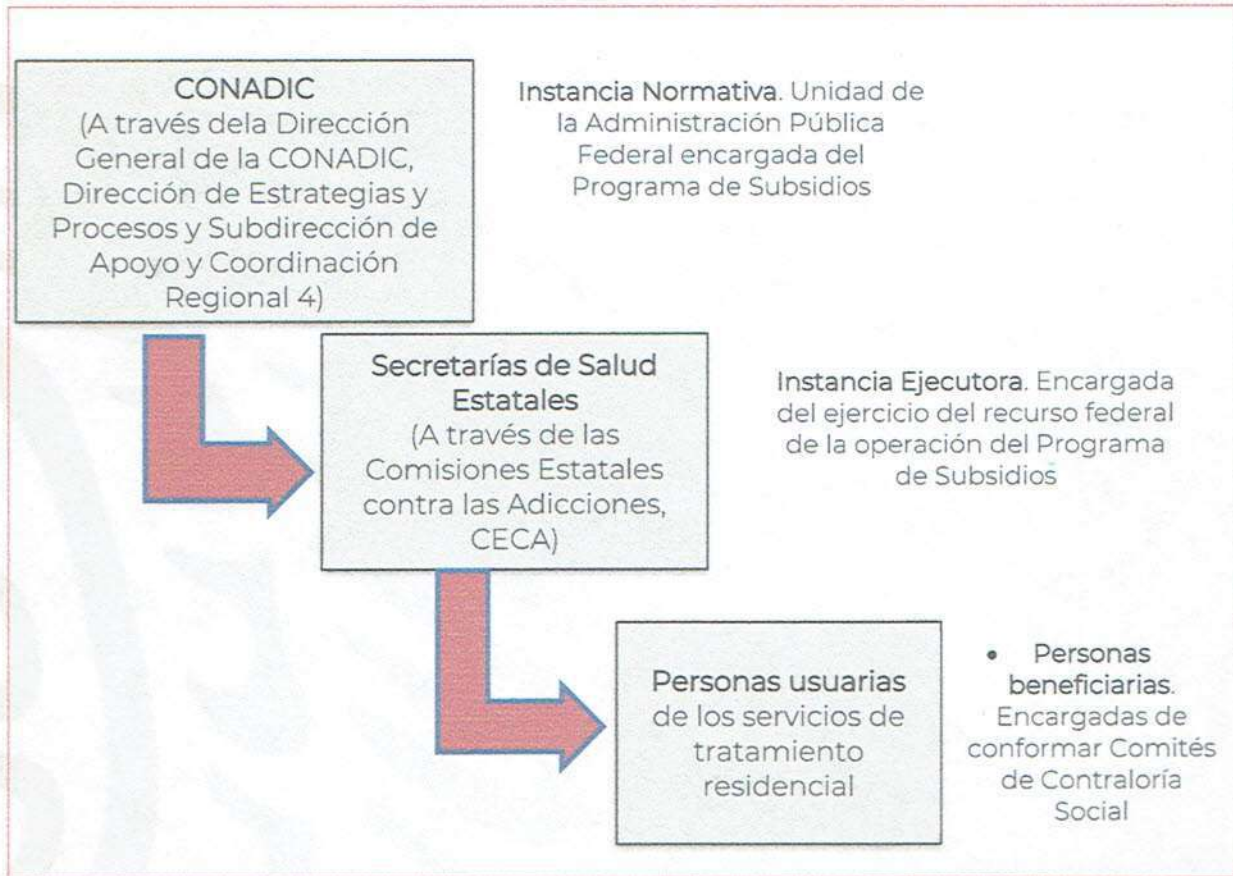 CONADIC
(A través dela Dirección
General de la CONADIC,
Dirección de Estrategias y
Procesos y Subdirección de
Apoyo y Coordinación
Regional 4)
Instancia Normativa. Unidad de
la Administración Pública
Federal encargada del
Programa de Subsidios
Secretarías de Salud
Estatales
(A través de las
Comisiones Estatales
contra las Adicciones,
CECA)
Instancia Ejecutora. Encargada
del ejercicio del recurso federal
de la operación del Programa
de Subsidios
Personas usuarias
de los servicios de
tratamiento
residencial
• Personas
beneficiarias.
Encargadas de
conformar Comités
de Contraloría
Social